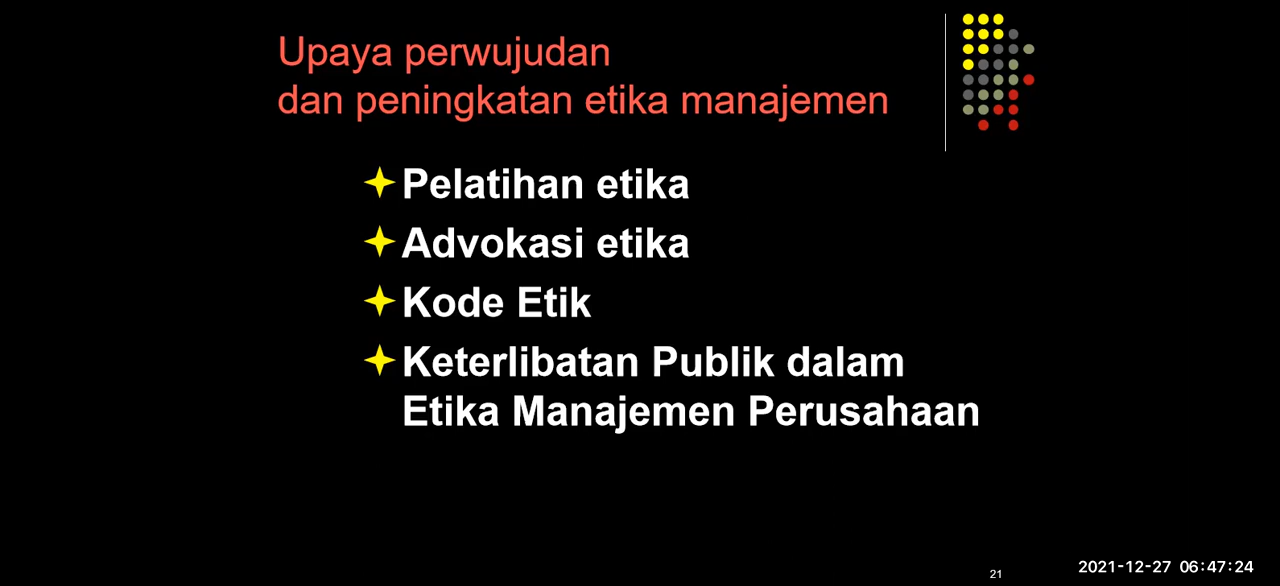 Upaya perwujudan
dan peningkatan etika manajemen
Pelatihan etika
Advokasi etika
Kode Etik
Keterlibatan Publik dalam
Etika Manajemen Perusahaan
21
2021-12-27 06:47:24